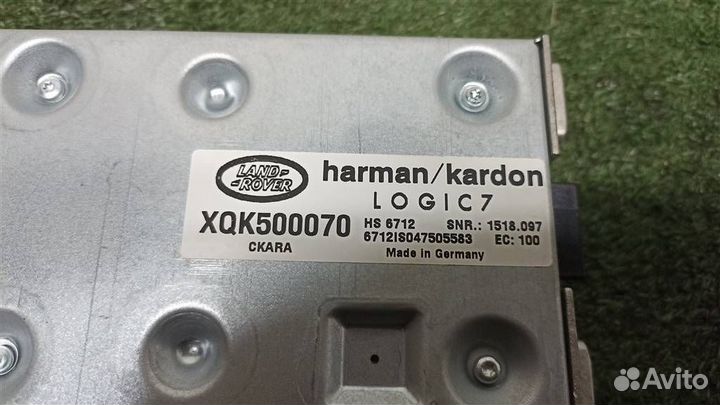 LAND-
ROVER
harman/kardon
LOGIC7
XQK500070
CKARA
HS 6712 SNR.: 1518.097
6712IS047505583 EC: 100
Made in Germany
Avito